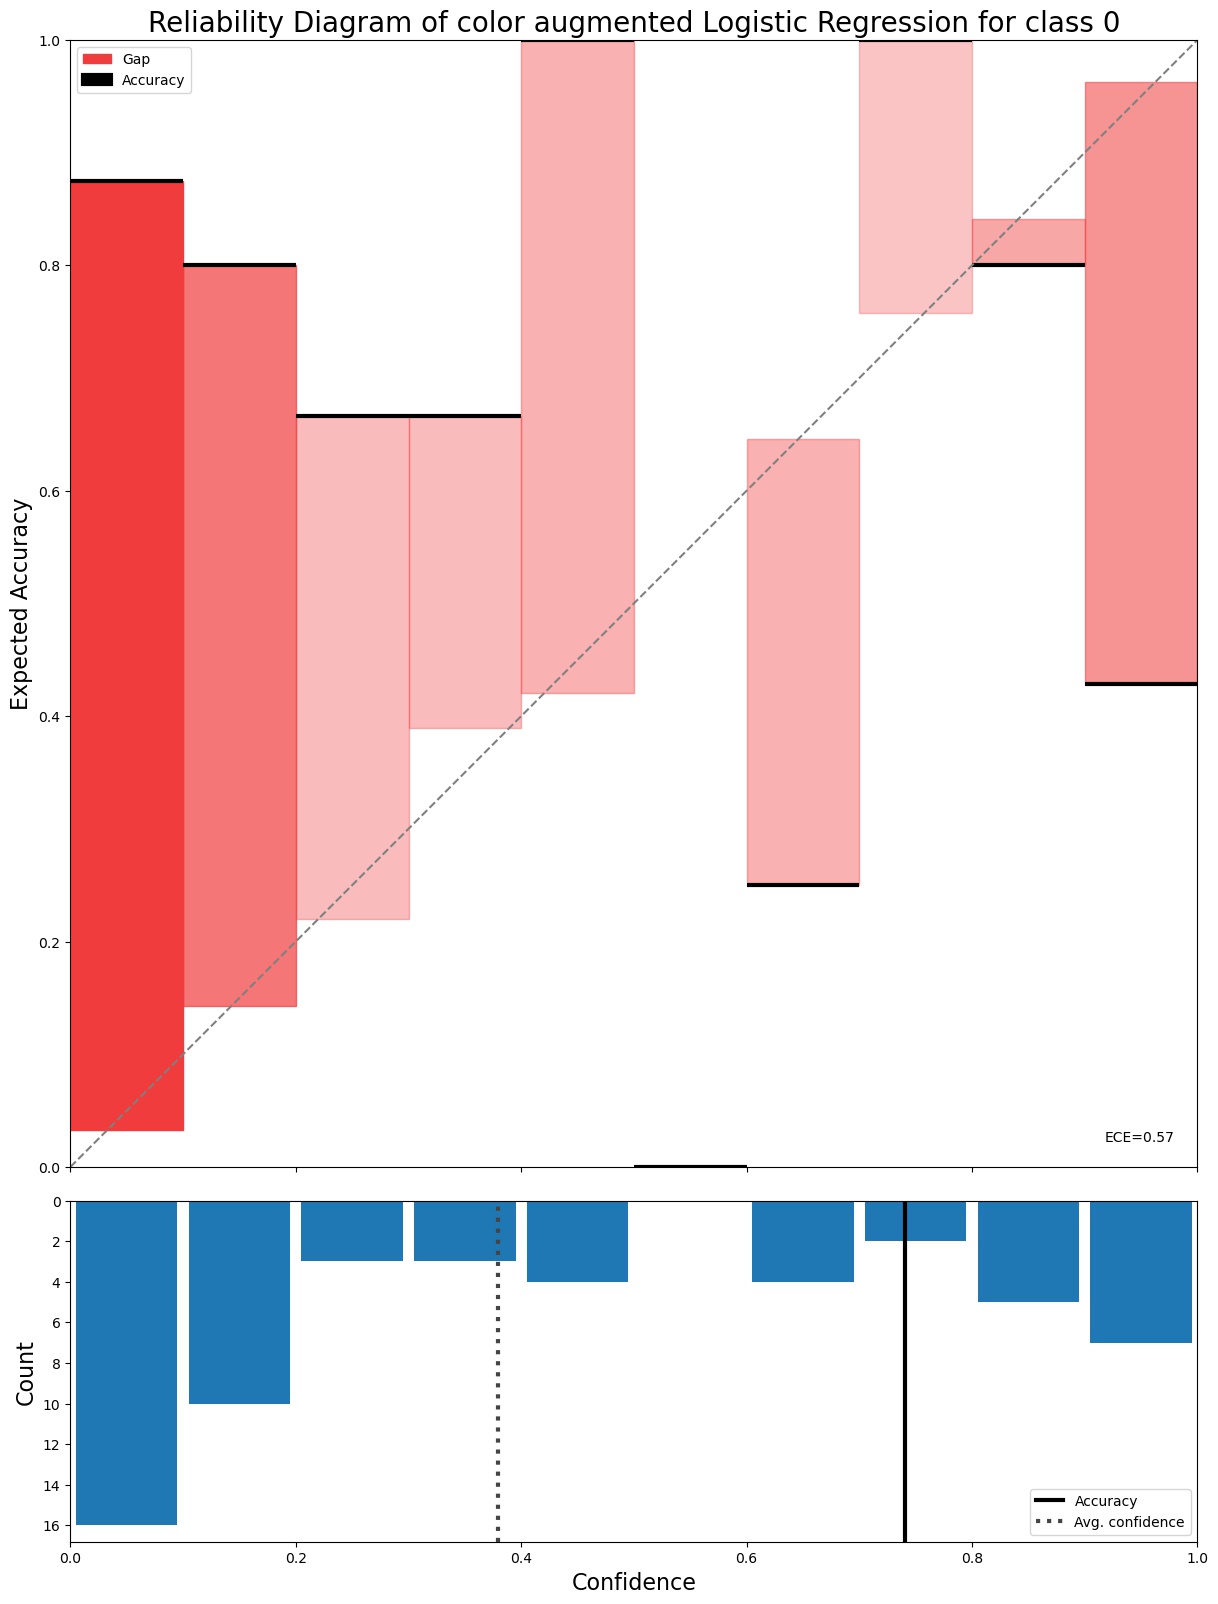 Reliability Diagram of color augmented Logistic Regression for class 0
1.0
0.8
0.6
0.4
0.2
0.0
Expected Accuracy
Gap
Accuracy
ECE=0.57
0
2
4
6
8
10
12
14
16
Count
Accuracy
Avg. confidence
0.0 0.2 0.4 0.6 0.8 1.0
Confidence